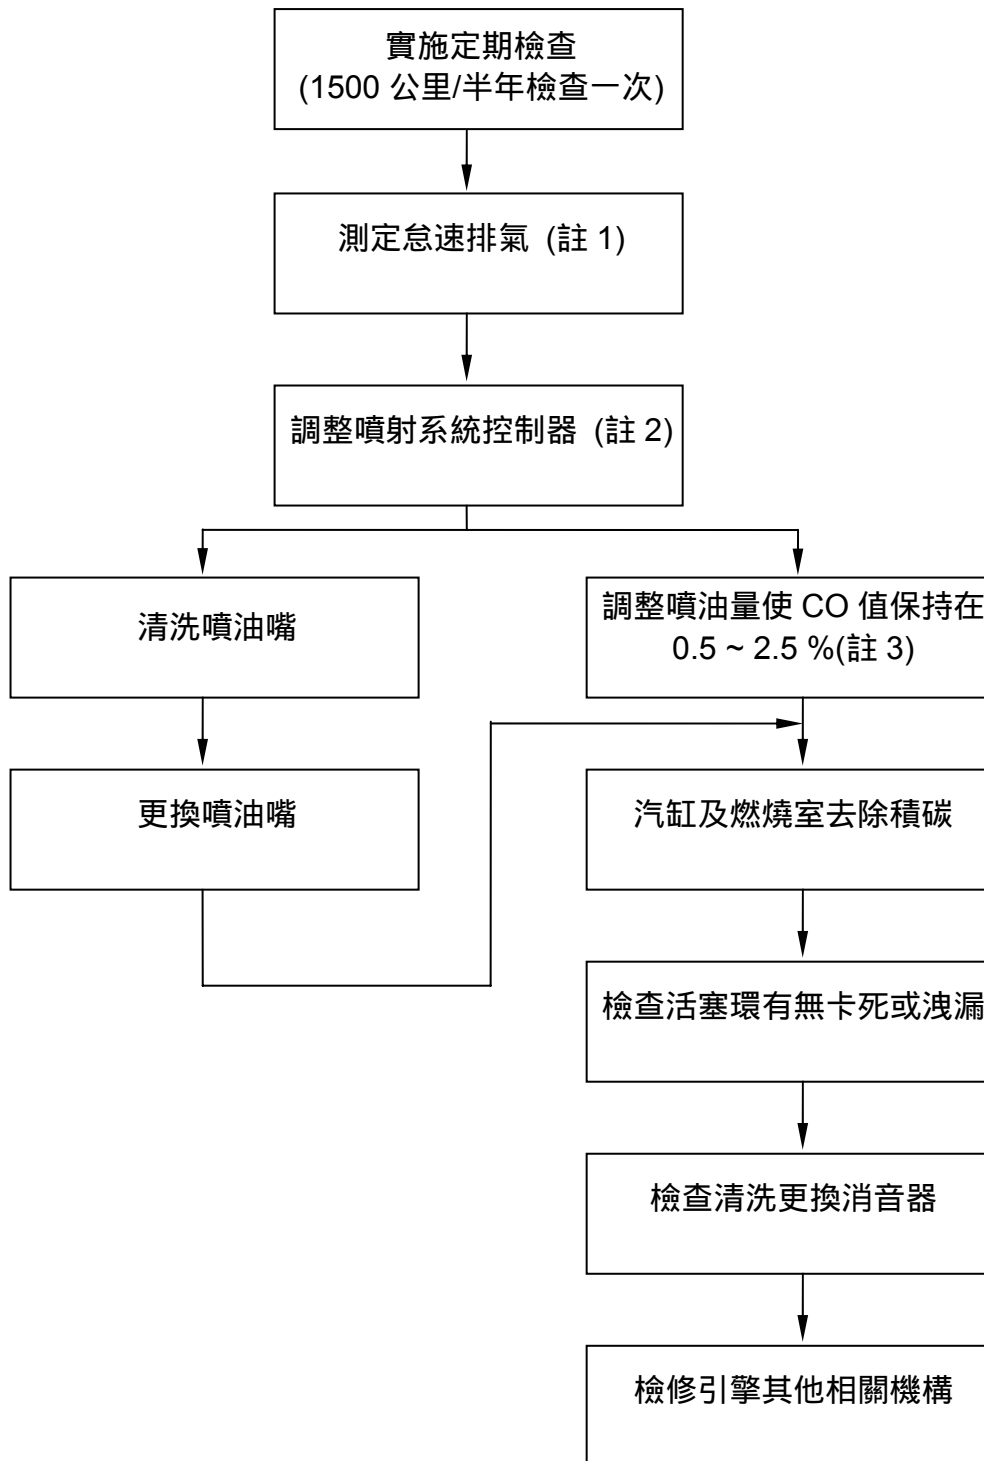 實施定期檢查
(1500 公里/半年檢查一次)
測定怠速排氣 (註 1)
調整噴射系統控制器 (註 2)
清洗噴油嘴
調整噴油量使 CO 值保持在
0.5 ~ 2.5 %(註 3)
更換噴油嘴
汽缸及燃燒室去除積碳
檢查活塞環有無卡死或洩漏
檢查清洗更換消音器
檢修引擎其他相關機構